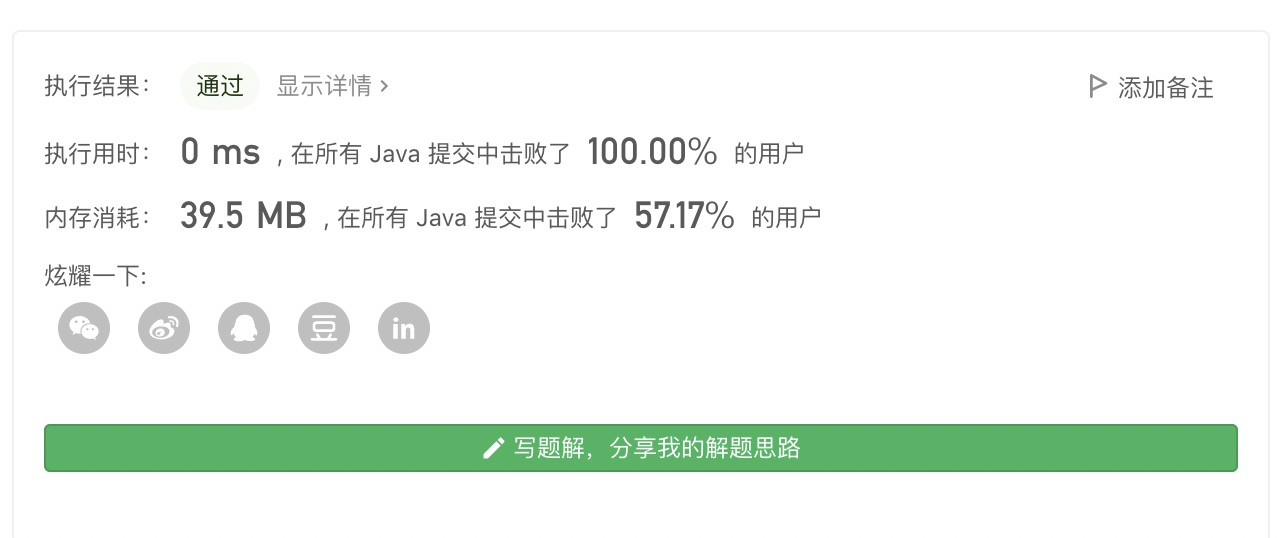 执行结果： 通过 显示详情 › 添加备注
执行用时： 0 ms , 在所有 Java 提交中击败了 100.00% 的用户
内存消耗： 39.5 MB , 在所有 Java 提交中击败了 57.17% 的用户
炫耀一下:
豆 in
写题解，分享我的解题思路